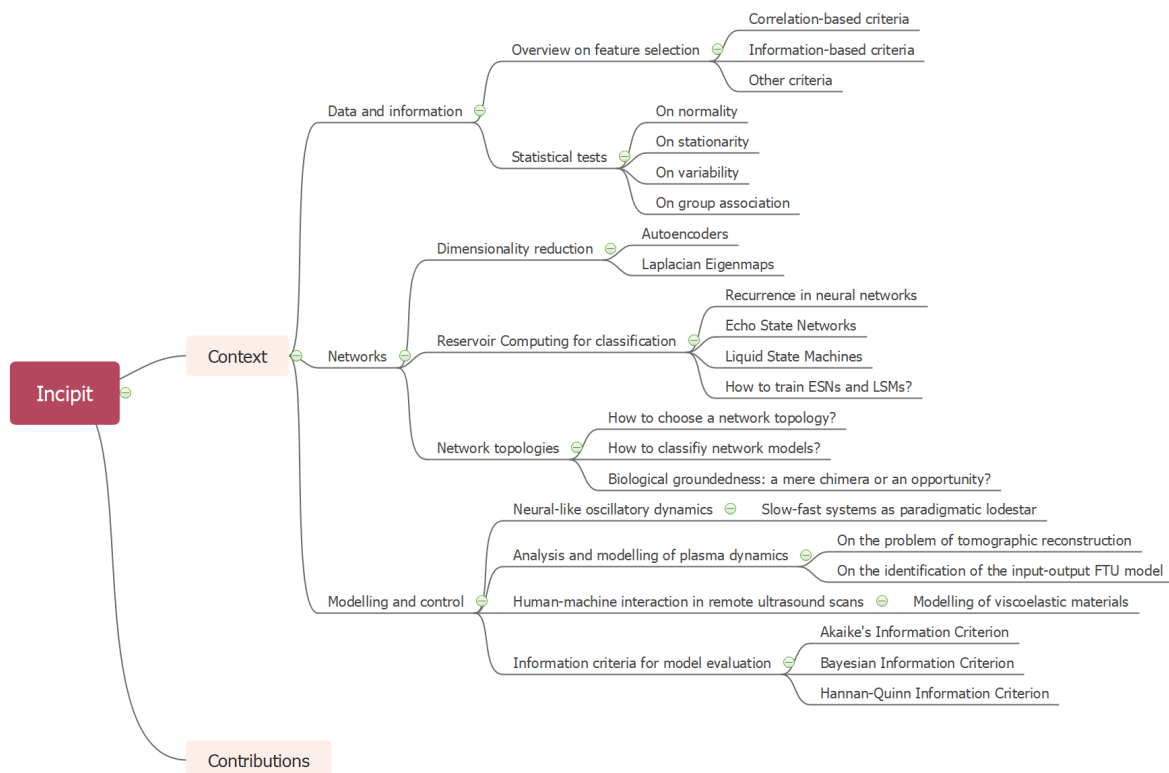 Incipit
Context
Data and information
Overview on feature selection
Correlation-based criteria
Information-based criteria
Other criteria
Statistical tests
On normality
On stationarity
On variability
On group association
Networks
Dimensionality reduction
Autoencoders
Laplacian Eigenmaps
Reservoir Computing for classification
Recurrence in neural networks
Echo State Networks
Liquid State Machines
How to train ESNs and LSMs?
Network topologies
How to choose a network topology?
How to classifiy network models?
Biological groundedness: a mere chimera or an opportunity?
Modelling and control
Neural-like oscillatory dynamics
Slow-fast systems as paradigmatic lodestar
Analysis and modelling of plasma dynamics
On the problem of tomographic reconstruction
On the identification of the input-output FTU model
Human-machine interaction in remote ultrasound scans
Modelling of viscoelastic materials
Information criteria for model evaluation
Akaike's Information Criterion
Bayesian Information Criterion
Hannan-Quinn Information Criterion
Contributions